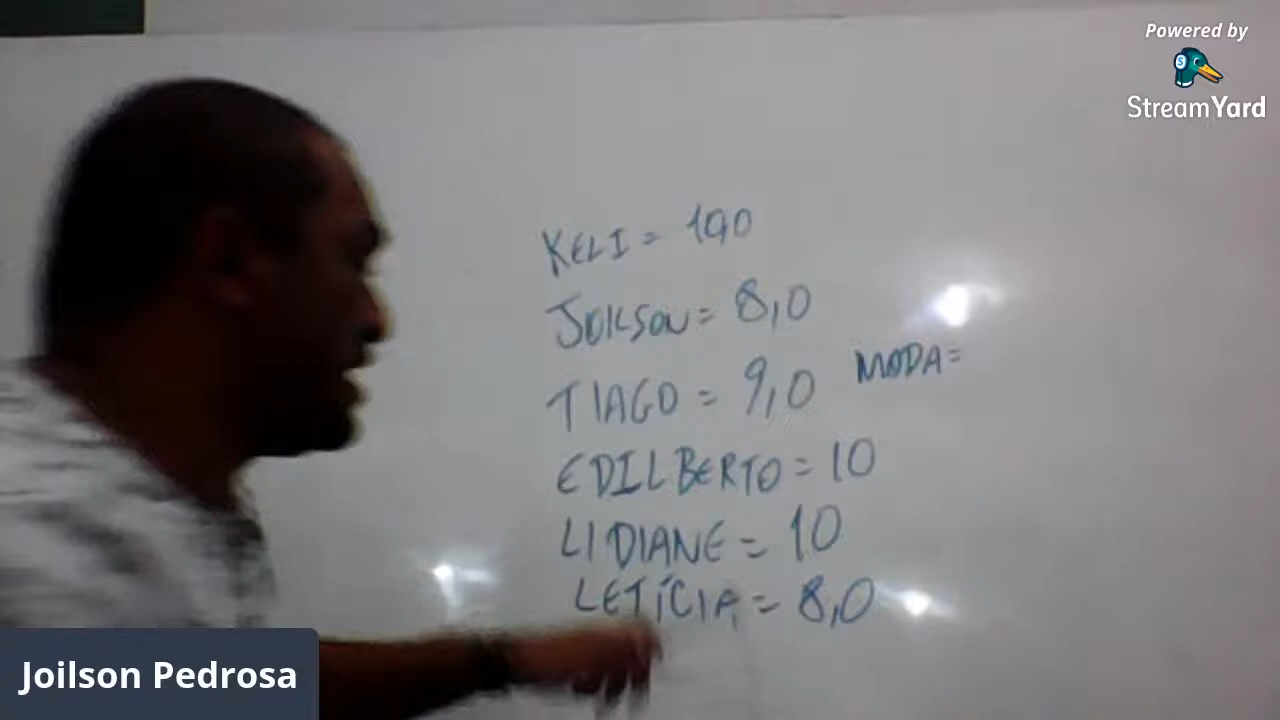 Powered by
StreamYard
KELI = 10,0
JOILSON = 8,0
TIAGO = 9,0
MODA =
EDILBERTO = 10
LIDIANE = 10
LETÍCIA = 8,0
Joilson Pedrosa